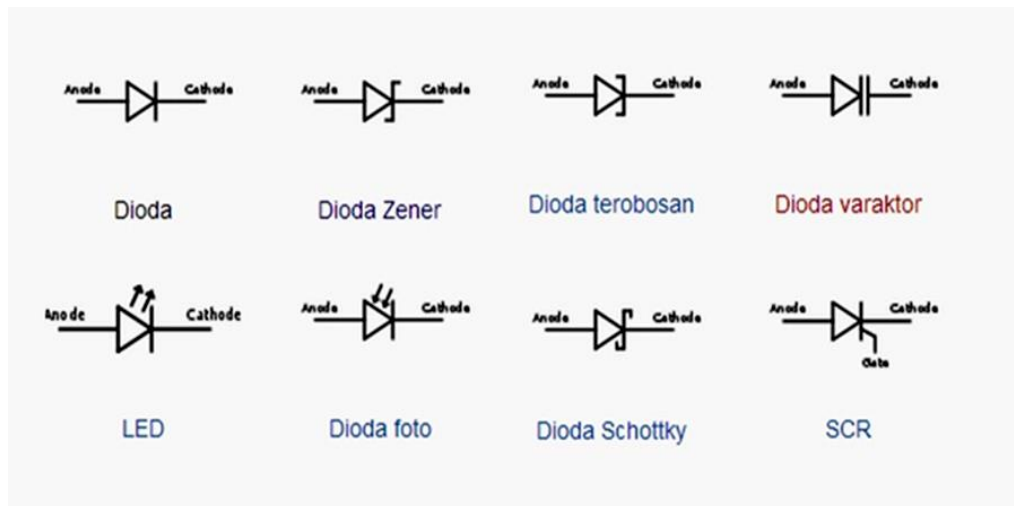 Anode Cathode Anode Cathode Anode Cathode Anode Cathode
Dioda Dioda Zener Dioda terobosan Dioda varaktor
Anode Cathode Anode Cathode Anode Cathode Anode Cathode
Gate
LED Dioda foto Dioda Schottky SCR